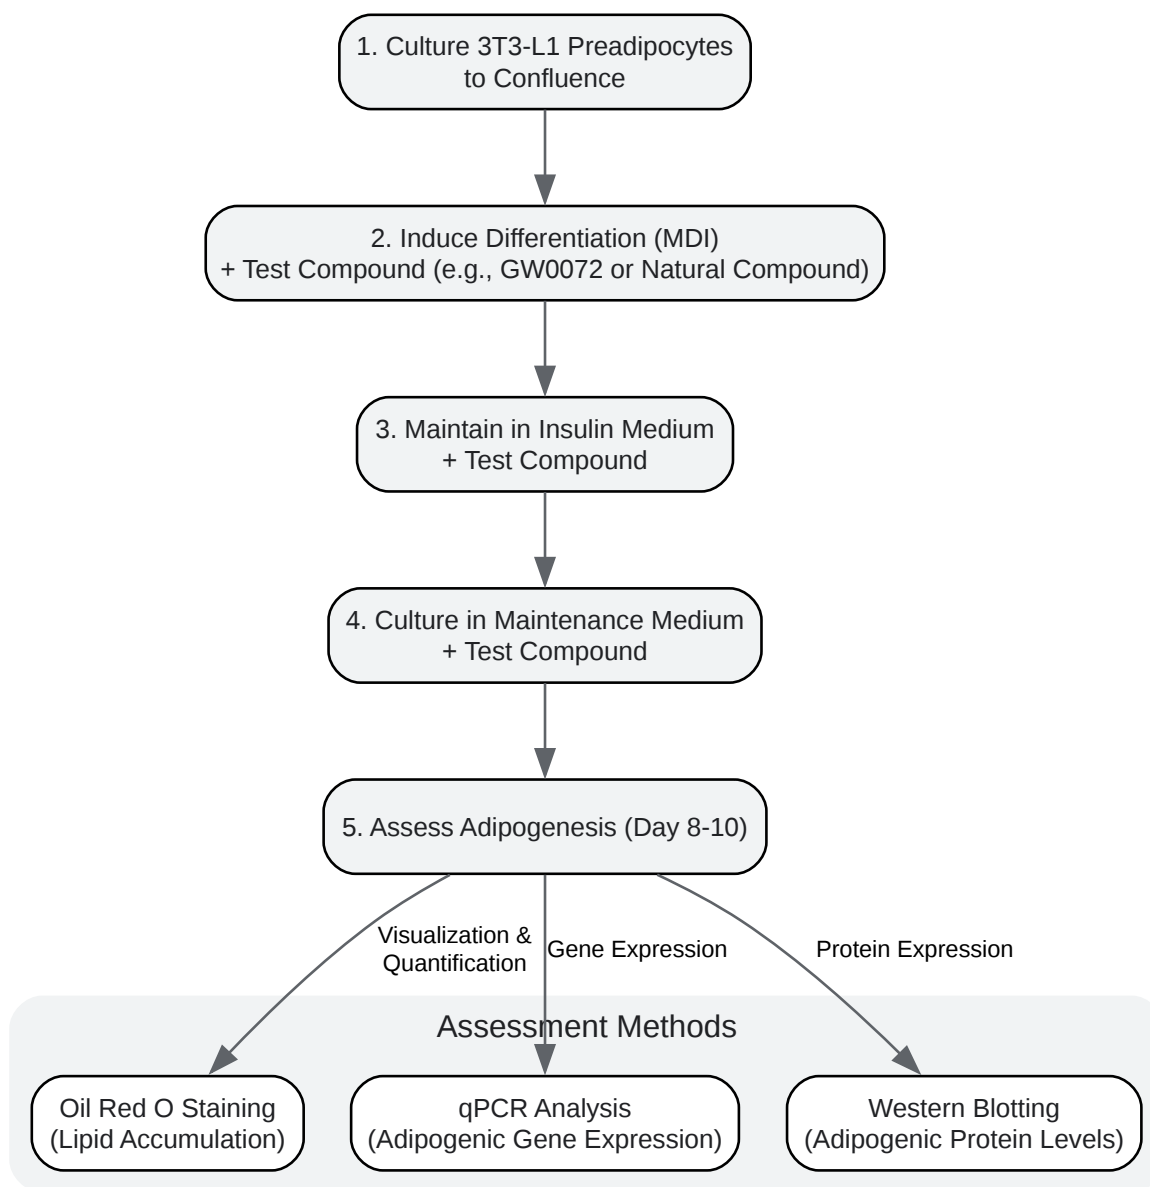 1. Culture 3T3-L1 Preadipocytes
to Confluence
2. Induce Differentiation (MDI)
+ Test Compound (e.g., GW0072 or Natural Compound)
3. Maintain in Insulin Medium
+ Test Compound
4. Culture in Maintenance Medium
+ Test Compound
5. Assess Adipogenesis (Day 8-10)
Visualization &
Quantification
Gene Expression
Protein Expression
Assessment Methods
Oil Red O Staining
(Lipid Accumulation)
qPCR Analysis
(Adipogenic Gene Expression)
Western Blotting
(Adipogenic Protein Levels)